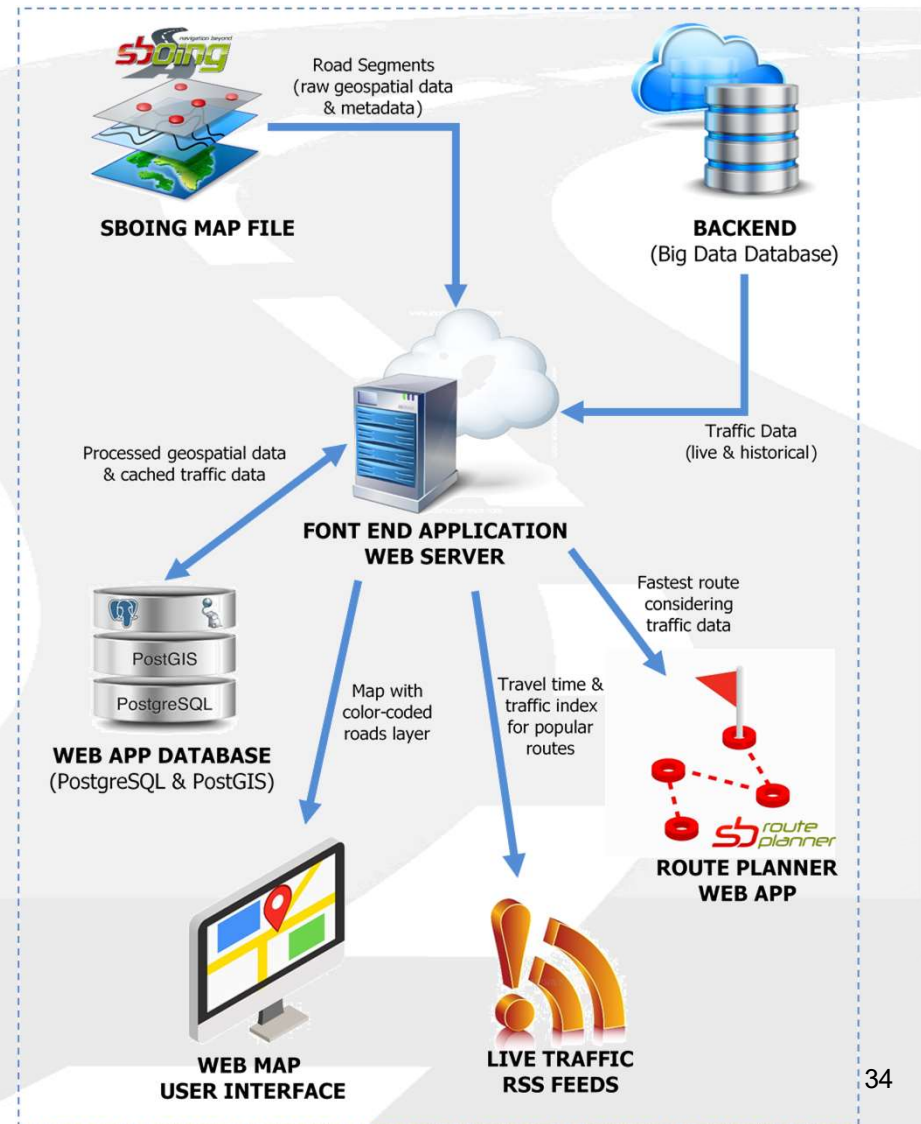 navigation beyond
sboing
Road Segments
(raw geospatial data
& metadata)
SBOING MAP FILE
BACKEND
(Big Data Database)
Traffic Data
(live & historical)
Processed geospatial data
& cached traffic data
FONT END APPLICATION
WEB SERVER
PostGIS
PostgreSQL
WEB APP DATABASE
(PostgreSQL & PostGIS)
Map with
color-coded
roads layer
Travel time &
traffic index
for popular
routes
Fastest route
considering
traffic data
sb route
planner
ROUTE PLANNER
WEB APP
WEB MAP
USER INTERFACE
LIVE TRAFFIC
RSS FEEDS
34